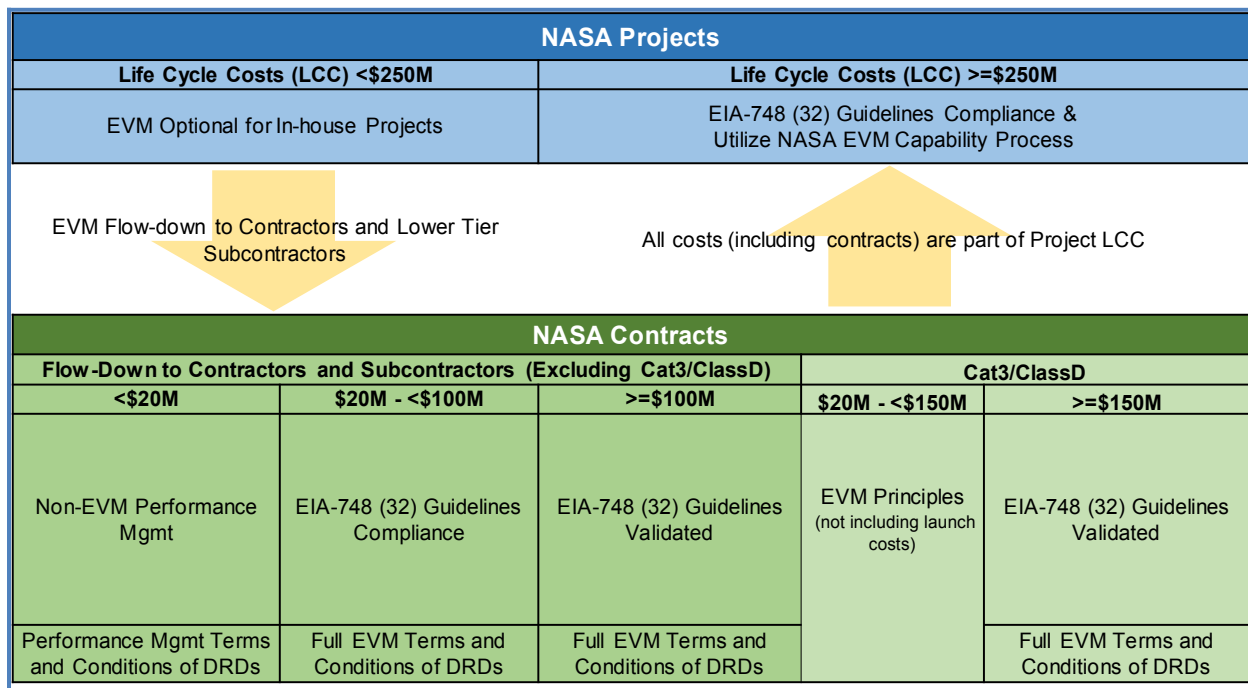 NASA Projects
Life Cycle Costs (LCC) <$250M
Life Cycle Costs (LCC) >=$250M
EVM Optional for In-house Projects
EIA-748 (32) Guidelines Compliance &
Utilize NASA EVM Capability Process
EVM Flow-down to Contractors and Lower Tier
Subcontractors
All costs (including contracts) are part of Project LCC
NASA Contracts
Flow-Down to Contractors and Subcontractors (Excluding Cat3/ClassD)
Cat3/ClassD
<$20M
$20M - <$100M
>=$100M
$20M - <$150M
>=$150M
Non-EVM Performance
Mgmt
EIA-748 (32) Guidelines
Compliance
EIA-748 (32) Guidelines
Validated
EVM Principles
(not including launch
costs)
EIA-748 (32) Guidelines
Validated
Performance Mgmt Terms
and Conditions of DRDs
Full EVM Terms and
Conditions of DRDs
Full EVM Terms and
Conditions of DRDs
Full EVM Terms and
Conditions of DRDs